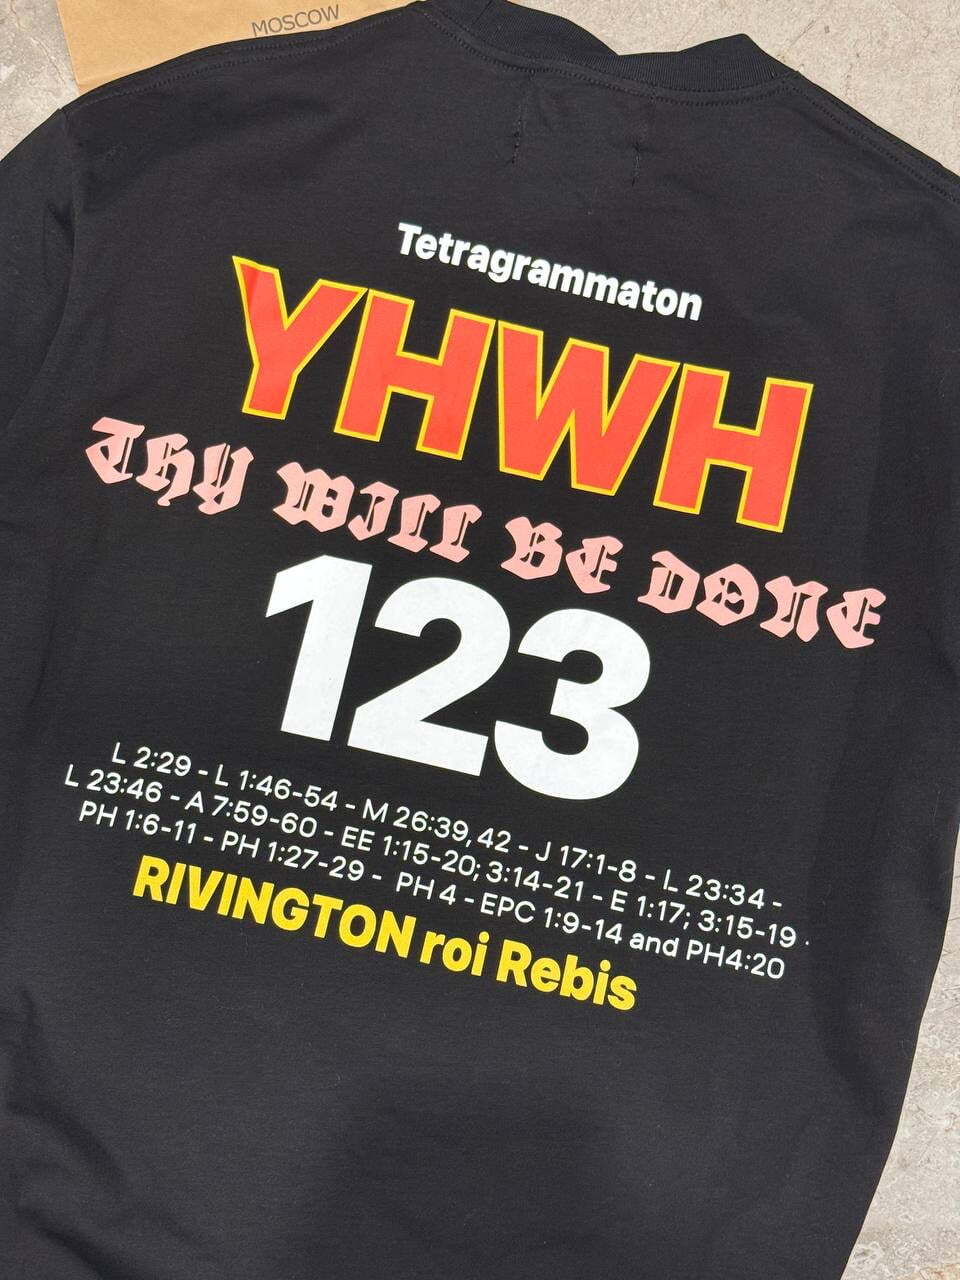 MOSCOW
Tetragrammaton
YHWH
THY WILL BE DONE
123
L 2:29 - L 1:46-54 - M 26:39, 42 - J 17:1-8 - L 23:34 -
L 23:46 - A 7:59-60 - EE 1:15-20; 3:14-21 - E 1:17; 3:15-19 ·
PH 1:6-11 - PH 1:27-29 - PH 4 - EPC 1:9-14 and PH4:20
RIVINGTON roi Rebis